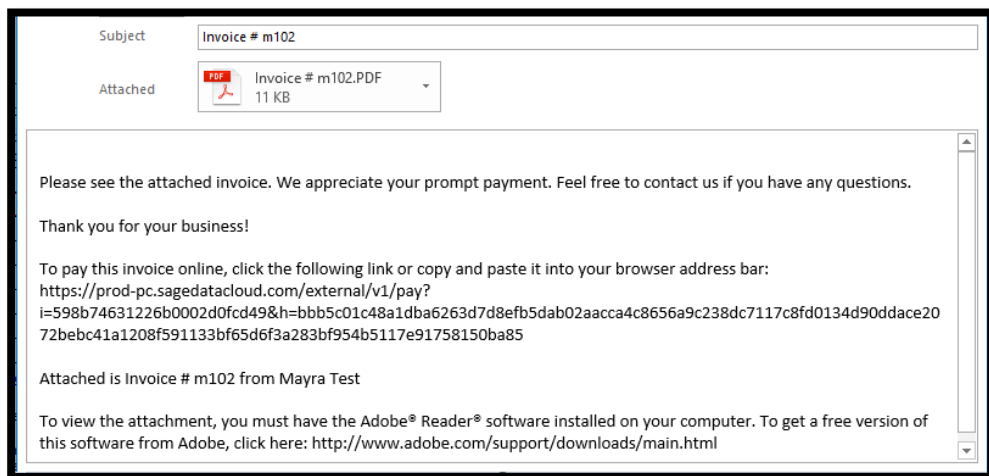 Subject Invoice # m102
Attached PDF Invoice # m102.PDF
11 KB
Please see the attached invoice. We appreciate your prompt payment. Feel free to contact us if you have any questions.
Thank you for your business!
To pay this invoice online, click the following link or copy and paste it into your browser address bar:
https://prod-pc.sagedatacloud.com/external/v1/pay?
i=598b74631226b0002d0fcd49&h=bbb5c01c48a1dba6263d7d8efb5dab02aacca4c8656a9c238dc7117c8fd0134d90ddace20
72bebc41a1208f591133bf65d6f3a283bf954b5117e91758150ba85
Attached is Invoice # m102 from Mayra Test
To view the attachment, you must have the Adobe® Reader® software installed on your computer. To get a free version of
this software from Adobe, click here: http://www.adobe.com/support/downloads/main.html